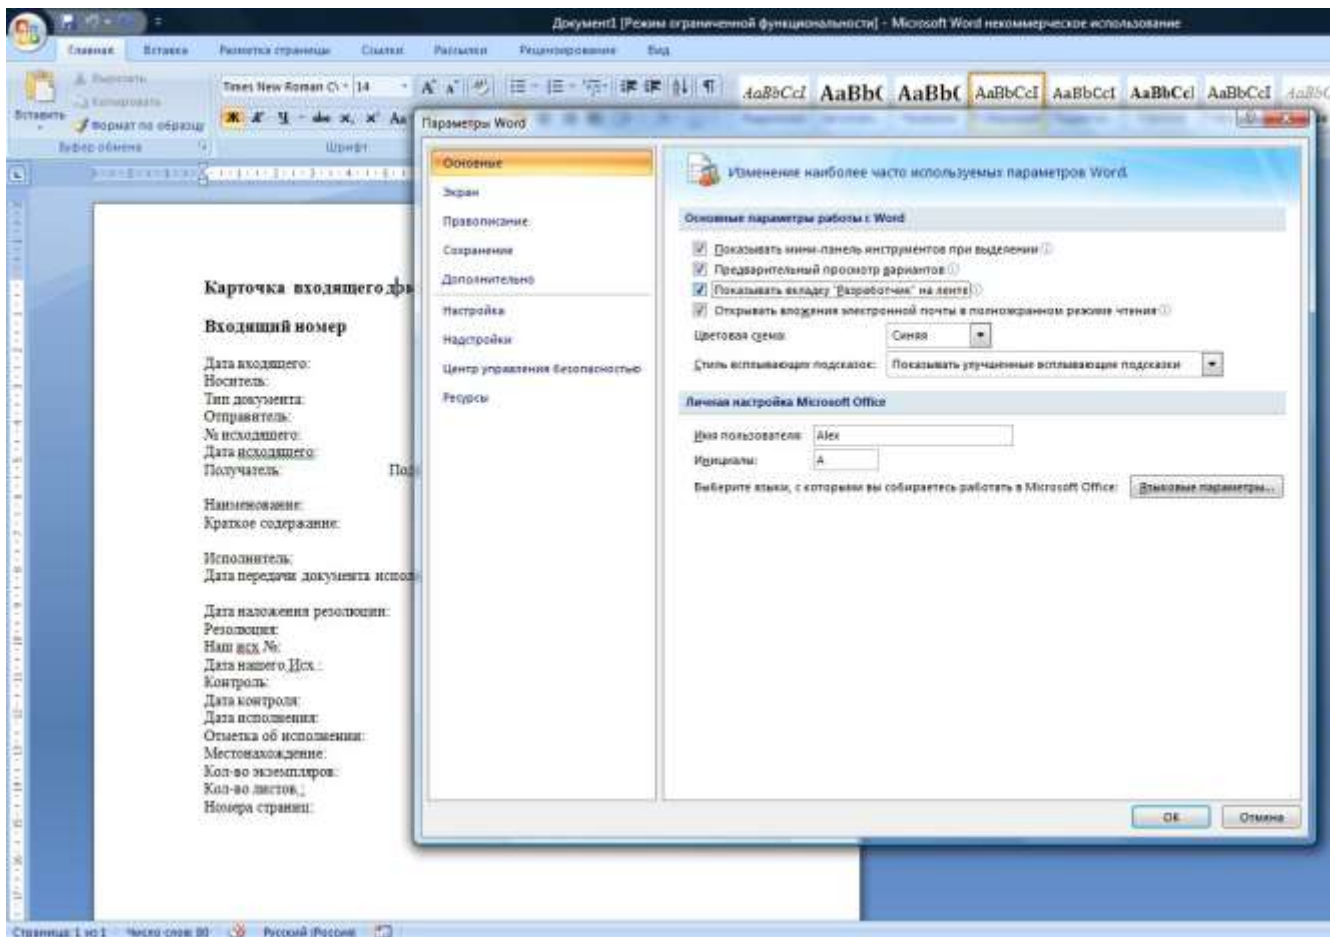 Документ1 [Режим ограниченной функциональности] - Microsoft Word некоммерческое использование
Главная Вставка Разметка страницы Ссылки Рассылки Рецензирование Вид
Вырезать
Копировать
Формат по образцу
Вставить
Буфер обмена
Times New Roman 14
Ж К Ч abc x, x² Aa
Шрифт
AaBbCcI AaBbC AaBbC AaBbCcI AaBbCcI AaBbCcI AaBbCcI
Карточка входящего
Входящий номер
Дата входящего:
Носитель:
Тип документа:
Отправитель:
№ исходящего:
Дата исходящего:
Получатель:
Наименование:
Краткое содержание:
Исполнитель:
Дата передачи документа
Дата наложения резолюции:
Резолюция:
Наш исх №:
Дата нашего Исх.:
Контроль:
Дата контроля:
Дата исполнения:
Отметка об исполнении:
Местонахождение:
Кол-во экземпляров:
Кол-во листов.:
Номера страниц:
Параметры Word
Основные
Экран
Правописание
Сохранение
Дополнительно
Настройка
Надстройки
Центр управления безопасностью
Ресурсы
Изменение наиболее часто используемых параметров Word.
Основные параметры работы с Word
Показывать мини-панель инструментов при выделении
Предварительный просмотр вариантов
Показывать вкладку "Разработчик" на ленте
Открывать вложения электронной почты в полноэкранном режиме чтения
Цветовая схема: Синяя
Стиль всплывающих подсказок: Показывать улучшенные всплывающие подсказки
Личная настройка Microsoft Office
Имя пользователя: Alex
Инициалы: A
Выберите языки, с которыми вы собираетесь работать в Microsoft Office: Языковые параметры...
ОК Отмена
Страница: 1 из 1 Число слов: 80 Русский (Россия)